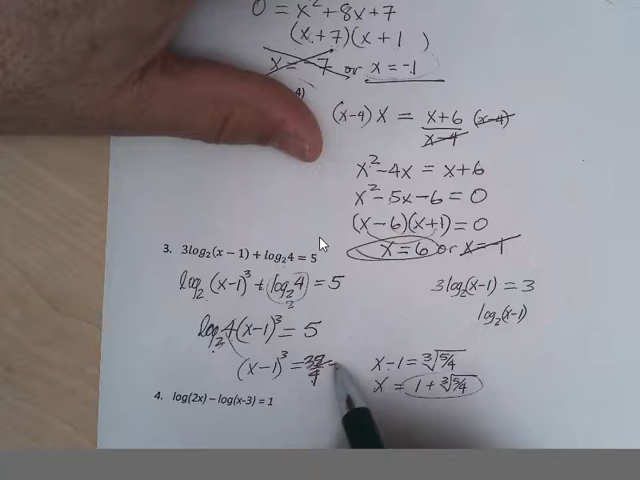 0 = x² + 8x + 7
(x + 7)(x + 1)
x = -7 or x = -1
4)
(x-4) x = x+6/x-4 (x-4)
x² - 4x = x + 6
x² - 5x - 6 = 0
(x - 6)(x + 1) = 0
x = 6 or x = -1
3. 3log₂(x − 1) + log₂4 = 5
log₂ (x-1)³ + log₂ 4 = 5
3 log₂(x-1) = 3
log₂(x-1)
log₂ 4(x-1)³ = 5
(x-1)³ = 32/4
x - 1 = ∛5/4
x = 1 + ∛5/4
4. log(2x) − log(x-3) = 1